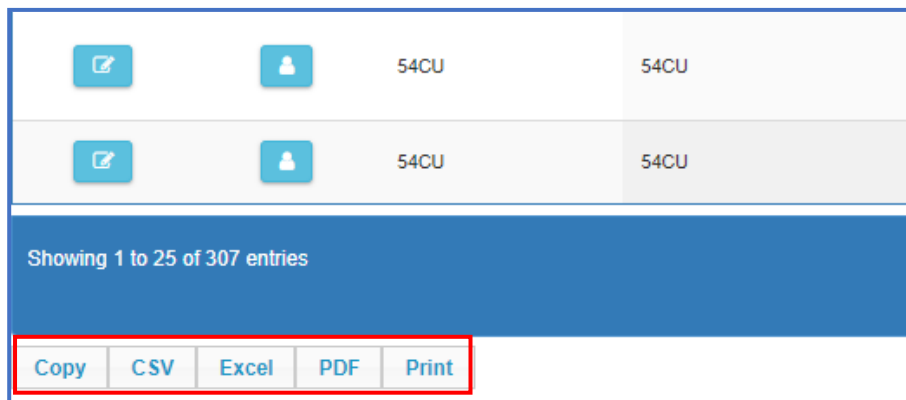 54CU 54CU
54CU 54CU
Showing 1 to 25 of 307 entries
Copy CSV Excel PDF Print